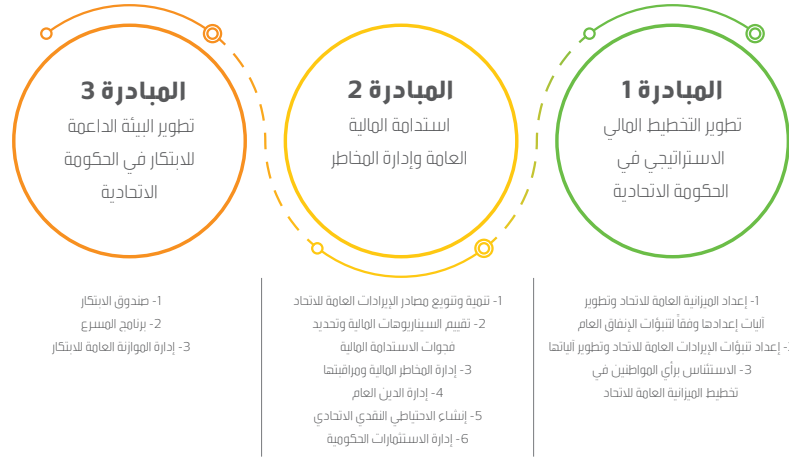 المبادرة 1
تطوير التخطيط المالي
الاستراتيجي في
الحكومة الاتحادية
1- إعداد الميزانية العامة للاتحاد وتطوير
آليات إعدادها وفقاً لتنبؤات الإنفاق العام
- إعداد تنبؤات الإيرادات العامة للاتحاد وتطوير آلياتها
3- الاستئناس برأي المواطنين في
تخطيط الميزانية العامة للاتحاد
المبادرة 2
استدامة المالية
العامة وإدارة المخاطر
1- تنمية وتنويع مصادر الإيرادات العامة للاتحاد
2- تقييم السيناريوهات المالية وتحديد
فجوات الاستدامة المالية
3- إدارة المخاطر المالية ومراقبتها
4- إدارة الدين العام
5- إنشاء الاحتياطي النقدي الاتحادي
6- إدارة الاستثمارات الحكومية
المبادرة 3
تطوير البيئة الداعمة
للابتكار في الحكومة
الاتحادية
1- صندوق الابتكار
2- برنامج المسرع
3- إدارة الموازنة العامة للابتكار